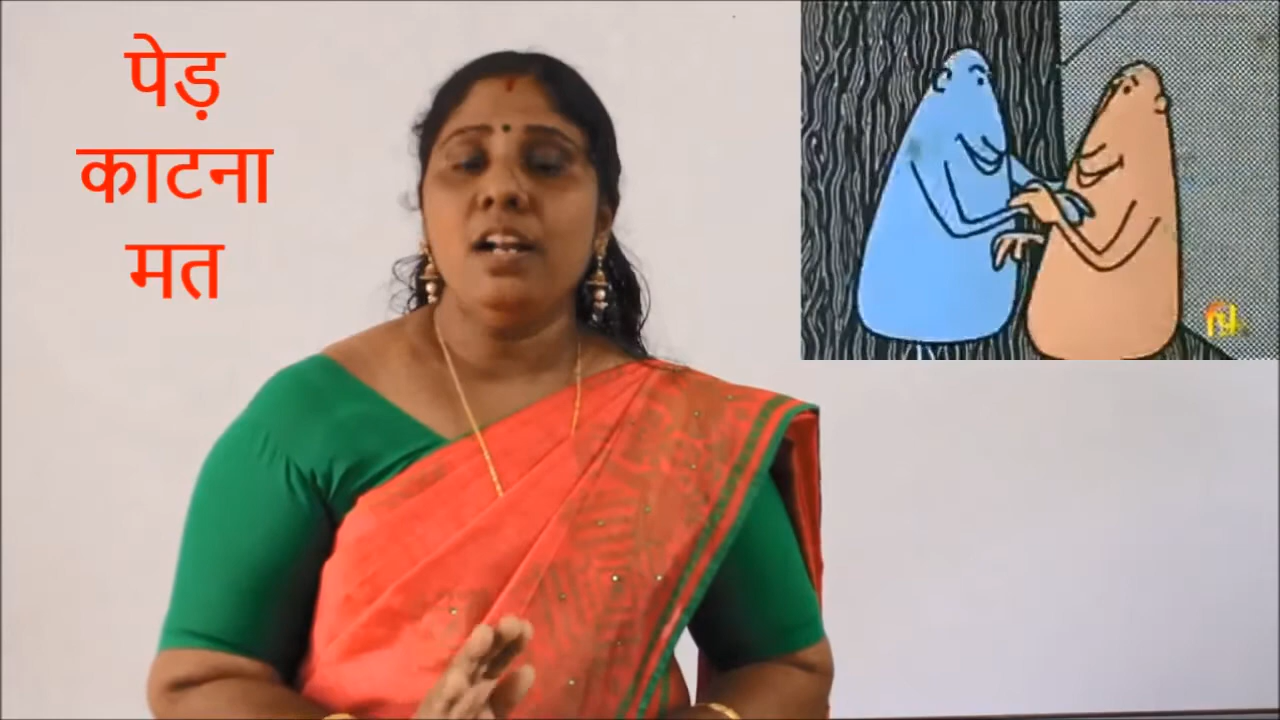 पेड़
काटना
मत